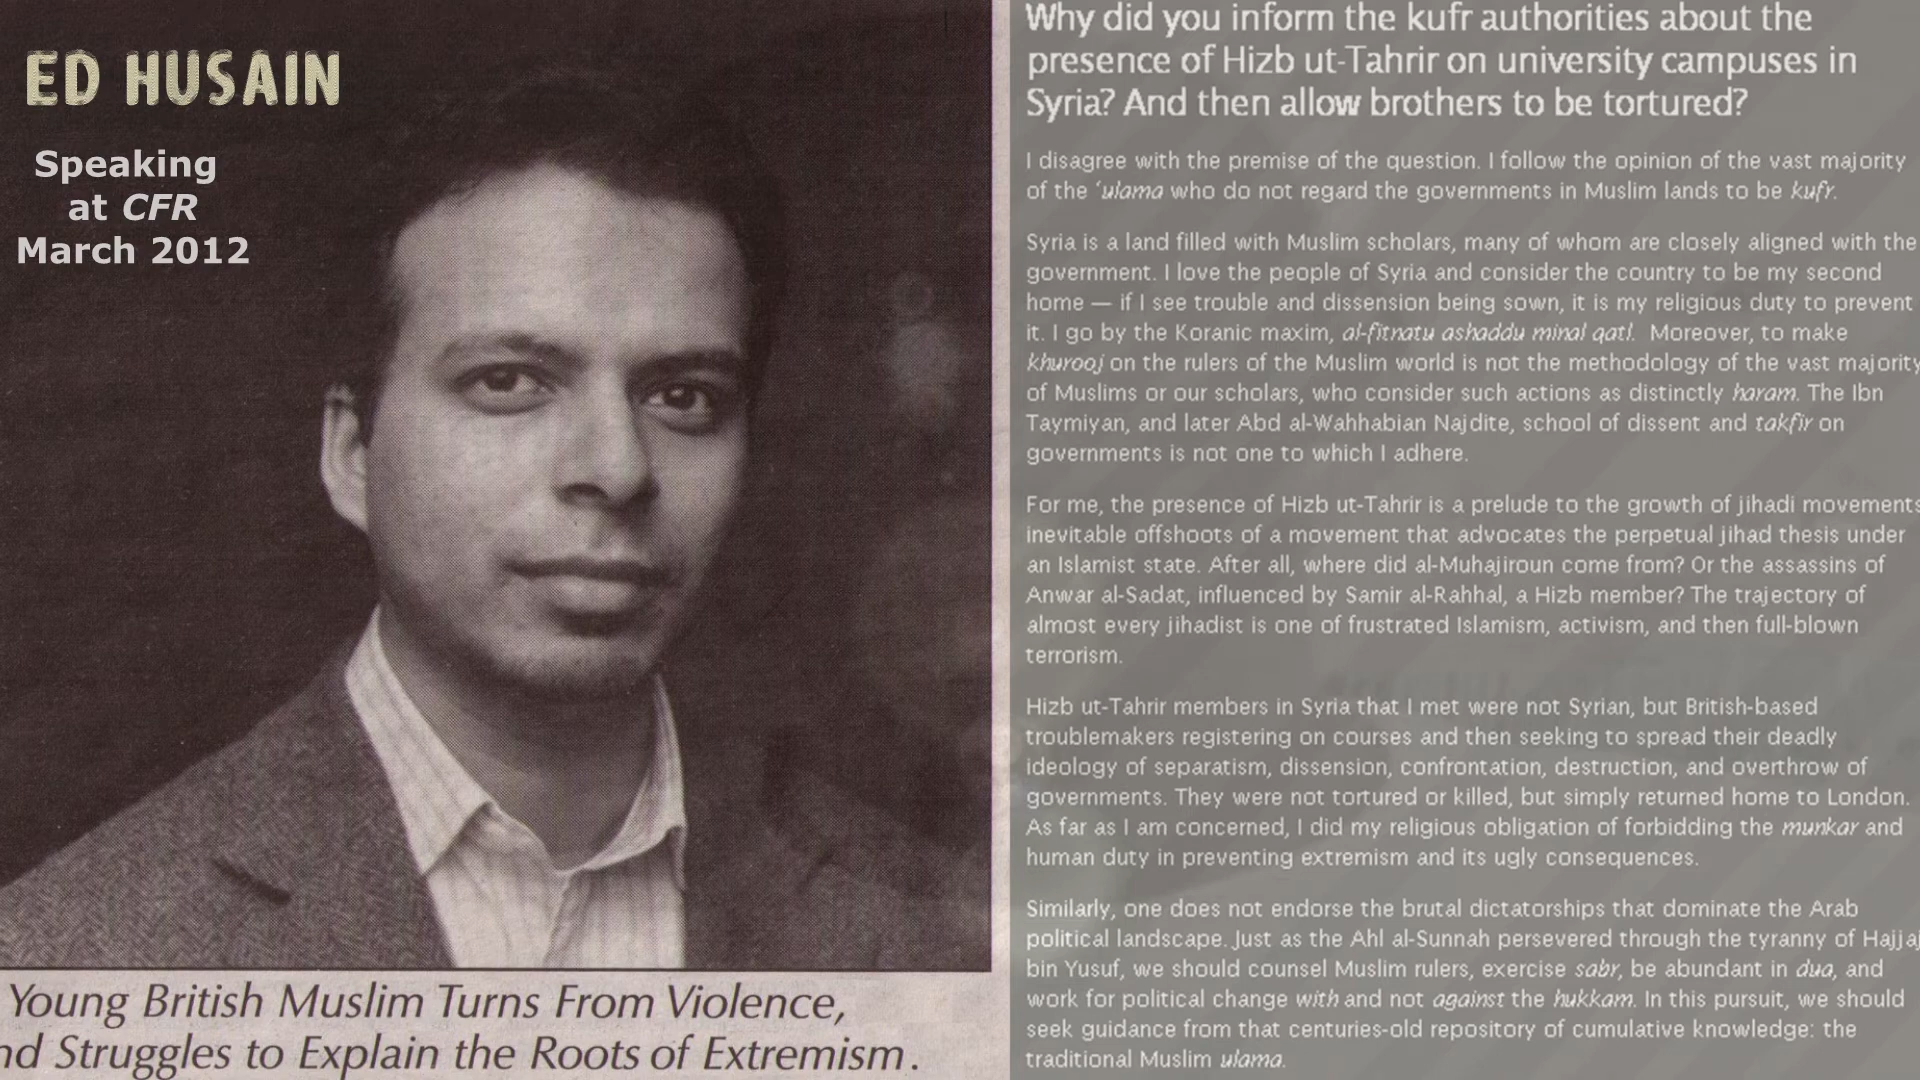 ED HUSAIN
Speaking
at CFR
March 2012
Young British Muslim Turns From Violence,
nd Struggles to Explain the Roots of Extremism.
Why did you inform the kufr authorities about the
presence of Hizb ut-Tahrir on university campuses in
Syria? And then allow brothers to be tortured?
I disagree with the premise of the question. I follow the opinion of the vast majority
of the ‘ulama who do not regard the governments in Muslim lands to be kufr.
Syria is a land filled with Muslim scholars, many of whom are closely aligned with the
government. I love the people of Syria and consider the country to be my second
home — if I see trouble and dissension being sown, it is my religious duty to prevent
it. I go by the Koranic maxim, al-fitnatu ashaddu minal qatl. Moreover, to make
khurooj on the rulers of the Muslim world is not the methodology of the vast majority
of Muslims or our scholars, who consider such actions as distinctly haram. The Ibn
Taymiyan, and later Abd al-Wahhabian Najdite, school of dissent and takfir on
governments is not one to which I adhere.
For me, the presence of Hizb ut-Tahrir is a prelude to the growth of jihadi movements
inevitable offshoots of a movement that advocates the perpetual jihad thesis under
an Islamist state. After all, where did al-Muhajiroun come from? Or the assassins of
Anwar al-Sadat, influenced by Samir al-Rahhal, a Hizb member? The trajectory of
almost every jihadist is one of frustrated Islamism, activism, and then full-blown
terrorism.
Hizb ut-Tahrir members in Syria that I met were not Syrian, but British-based
troublemakers registering on courses and then seeking to spread their deadly
ideology of separatism, dissension, confrontation, destruction, and overthrow of
governments. They were not tortured or killed, but simply returned home to London.
As far as I am concerned, I did my religious obligation of forbidding the munkar and
human duty in preventing extremism and its ugly consequences.
Similarly, one does not endorse the brutal dictatorships that dominate the Arab
political landscape. Just as the Ahl al-Sunnah persevered through the tyranny of Hajjaj
bin Yusuf, we should counsel Muslim rulers, exercise sabr, be abundant in dua, and
work for political change with and not against the hukkam. In this pursuit, we should
seek guidance from that centuries-old repository of cumulative knowledge: the
traditional Muslim ulama.